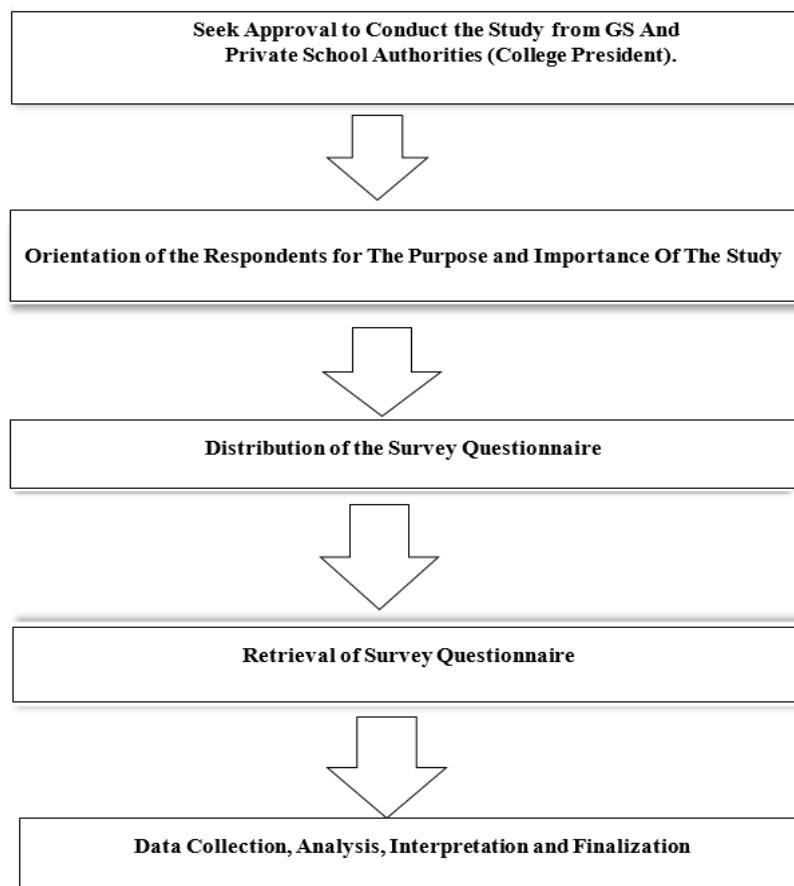 Seek Approval to Conduct the Study from GS And
Private School Authorities (College President).
Orientation of the Respondents for The Purpose and Importance Of The Study
Distribution of the Survey Questionnaire
Retrieval of Survey Questionnaire
Data Collection, Analysis, Interpretation and Finalization